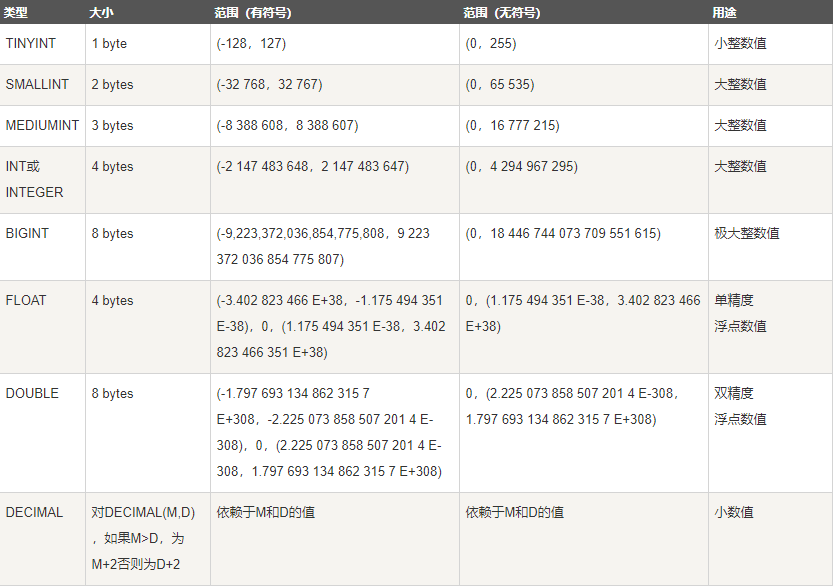 类型 大小 范围（有符号） 范围（无符号） 用途
TINYINT 1 byte (-128，127) (0，255) 小整数值
SMALLINT 2 bytes (-32 768，32 767) (0，65 535) 大整数值
MEDIUMINT 3 bytes (-8 388 608，8 388 607) (0，16 777 215) 大整数值
INT或 4 bytes (-2 147 483 648，2 147 483 647) (0，4 294 967 295) 大整数值
INTEGER
BIGINT 8 bytes (-9,223,372,036,854,775,808，9 223 (0，18 446 744 073 709 551 615) 极大整数值
372 036 854 775 807)
FLOAT 4 bytes (-3.402 823 466 E+38，-1.175 494 351 0，(1.175 494 351 E-38，3.402 823 466 单精度
E-38)，0，(1.175 494 351 E-38，3.402 E+38) 浮点数值
823 466 351 E+38)
DOUBLE 8 bytes (-1.797 693 134 862 315 7 0，(2.225 073 858 507 201 4 E-308， 双精度
E+308，-2.225 073 858 507 201 4 E- 1.797 693 134 862 315 7 E+308) 浮点数值
308)，0，(2.225 073 858 507 201 4 E-
308，1.797 693 134 862 315 7 E+308)
DECIMAL 对DECIMAL(M,D) 依赖于M和D的值 依赖于M和D的值 小数值
，如果M>D，为
M+2否则为D+2